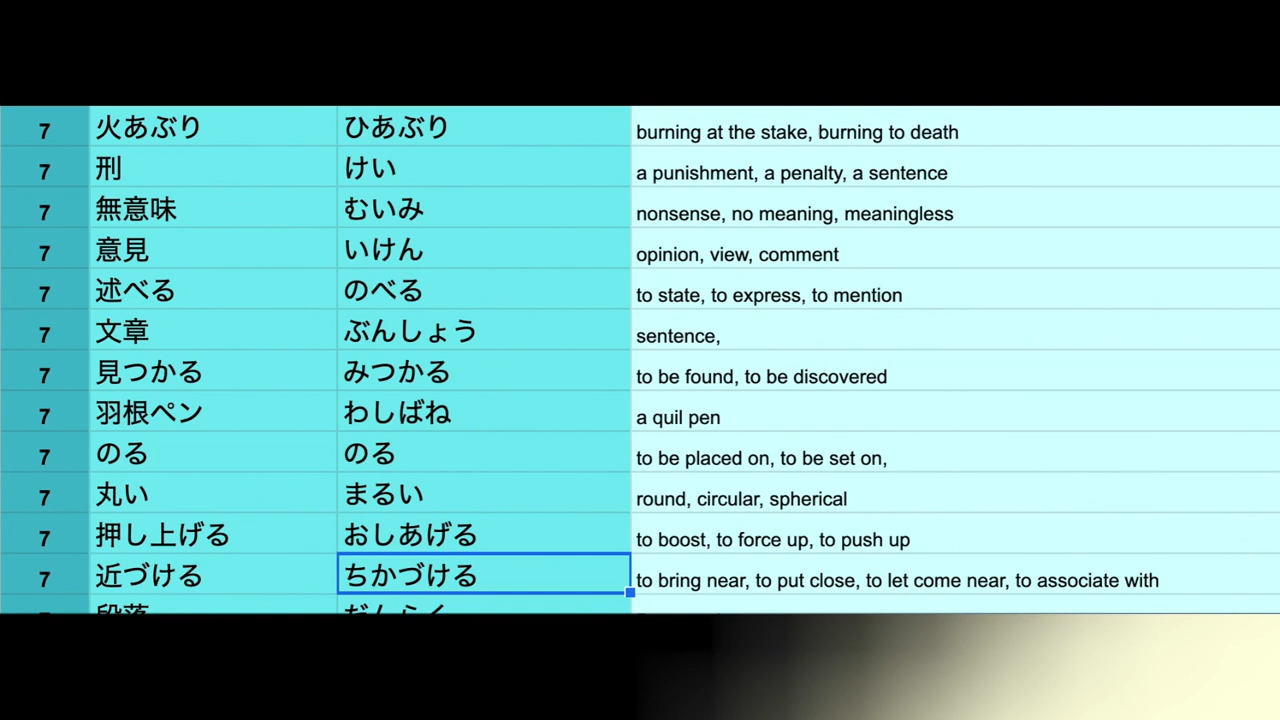 7 火あぶり ひあぶり burning at the stake, burning to death
7 刑 けい a punishment, a penalty, a sentence
7 無意味 むいみ nonsense, no meaning, meaningless
7 意見 いけん opinion, view, comment
7 述べる のべる to state, to express, to mention
7 文章 ぶんしょう sentence,
7 見つかる みつかる to be found, to be discovered
7 羽根ペン わしばね a quil pen
7 のる のる to be placed on, to be set on,
7 丸い まるい round, circular, spherical
7 押し上げる おしあげる to boost, to force up, to push up
7 近づける ちかづける to bring near, to put close, to let come near, to associate with
7 段落 だんらく